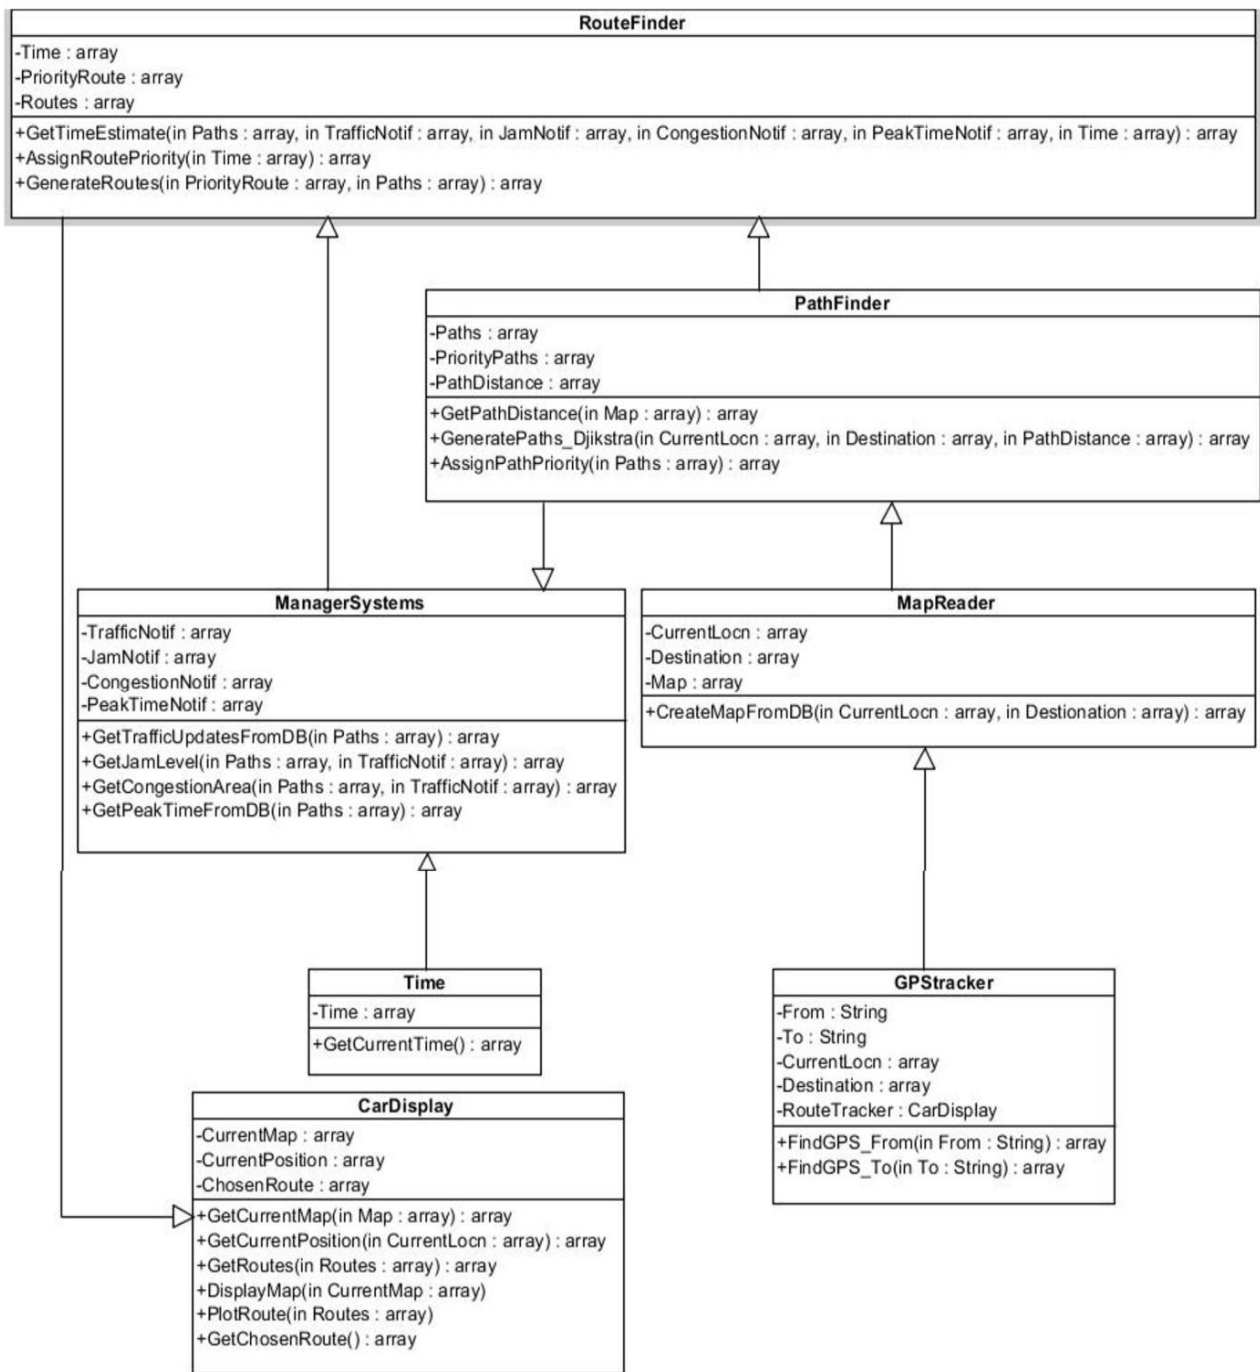 RouteFinder
-Time : array
-PriorityRoute : array
-Routes : array
+GetTimeEstimate(in Paths : array, in TrafficNotif : array, in JamNotif : array, in CongestionNotif : array, in PeakTimeNotif : array, in Time : array) : array
+AssignRoutePriority(in Time : array) : array
+GenerateRoutes(in PriorityRoute : array, in Paths : array) : array
PathFinder
-Paths : array
-PriorityPaths : array
-PathDistance : array
+GetPathDistance(in Map : array) : array
+GeneratePaths_Djikstra(in CurrentLocn : array, in Destination : array, in PathDistance : array) : array
+AssignPathPriority(in Paths : array) : array
ManagerSystems
-TrafficNotif : array
-JamNotif : array
-CongestionNotif : array
-PeakTimeNotif : array
+GetTrafficUpdatesFromDB(in Paths : array) : array
+GetJamLevel(in Paths : array, in TrafficNotif : array) : array
+GetCongestionArea(in Paths : array, in TrafficNotif : array) : array
+GetPeakTimeFromDB(in Paths : array) : array
MapReader
-CurrentLocn : array
-Destination : array
-Map : array
+CreateMapFromDB(in CurrentLocn : array, in Destionation : array) : array
Time
-Time : array
+GetCurrentTime() : array
GPStracker
-From : String
-To : String
-CurrentLocn : array
-Destination : array
-RouteTracker : CarDisplay
+FindGPS_From(in From : String) : array
+FindGPS_To(in To : String) : array
CarDisplay
-CurrentMap : array
-CurrentPosition : array
-ChosenRoute : array
+GetCurrentMap(in Map : array) : array
+GetCurrentPosition(in CurrentLocn : array) : array
+GetRoutes(in Routes : array) : array
+DisplayMap(in CurrentMap : array)
+PlotRoute(in Routes : array)
+GetChosenRoute() : array